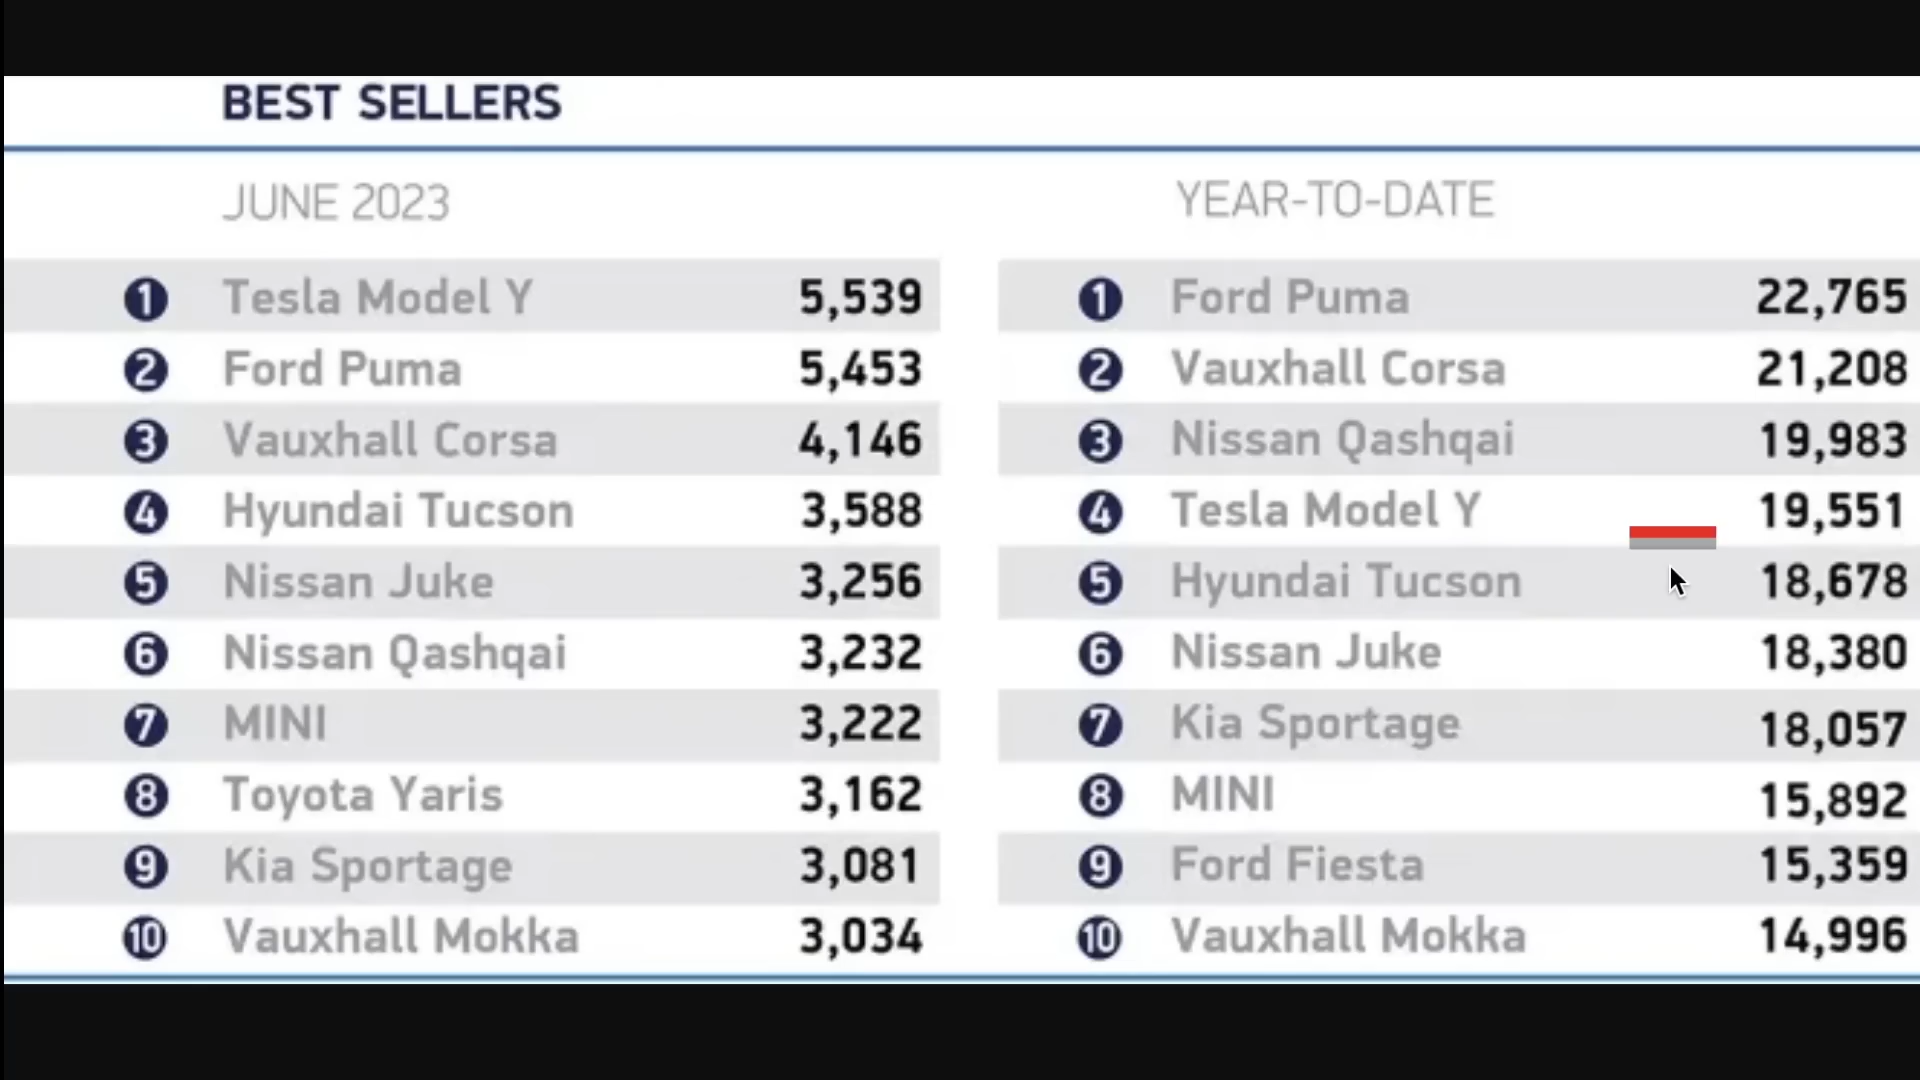 BEST SELLERS
JUNE 2023
1 Tesla Model Y 5,539
2 Ford Puma 5,453
3 Vauxhall Corsa 4,146
4 Hyundai Tucson 3,588
5 Nissan Juke 3,256
6 Nissan Qashqai 3,232
7 MINI 3,222
8 Toyota Yaris 3,162
9 Kia Sportage 3,081
10 Vauxhall Mokka 3,034
YEAR-TO-DATE
1 Ford Puma 22,765
2 Vauxhall Corsa 21,208
3 Nissan Qashqai 19,983
4 Tesla Model Y 19,551
5 Hyundai Tucson 18,678
6 Nissan Juke 18,380
7 Kia Sportage 18,057
8 MINI 15,892
9 Ford Fiesta 15,359
10 Vauxhall Mokka 14,996